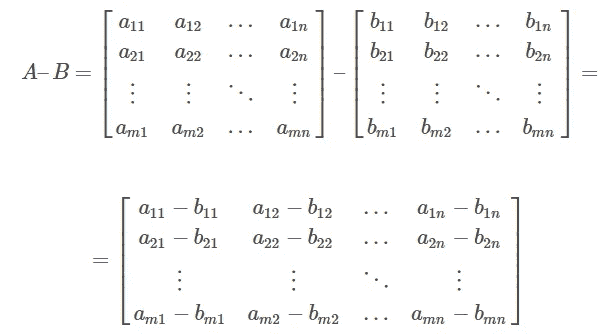 A–B = [ a11 a12 … a1n ] – [ b11 b12 … b1n ] =
a21 a22 … a2n b21 b22 … b2n
⋮ ⋮ ⋱ ⋮ ⋮ ⋮ ⋱ ⋮
am1 am2 … amn bm1 bm2 … bmn
= [ a11 − b11 a12 − b12 … a1n − b1n ]
a21 − b21 a22 − b22 … a2n − b2n
⋮ ⋮ ⋱ ⋮
am1 − bm1 am2 − bm2 … amn − bmn